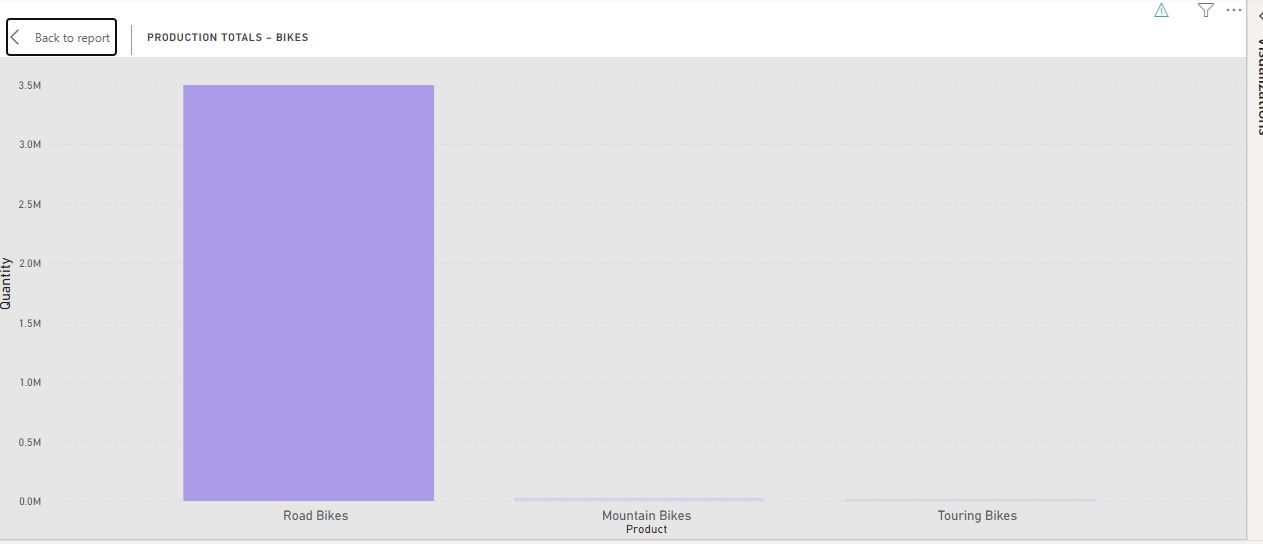 Back to report
PRODUCTION TOTALS – BIKES
3.5M
3.0M
2.5M
2.0M
1.5M
1.0M
0.5M
0.0M
Quantity
Road Bikes
Mountain Bikes
Touring Bikes
Product
Visualizations